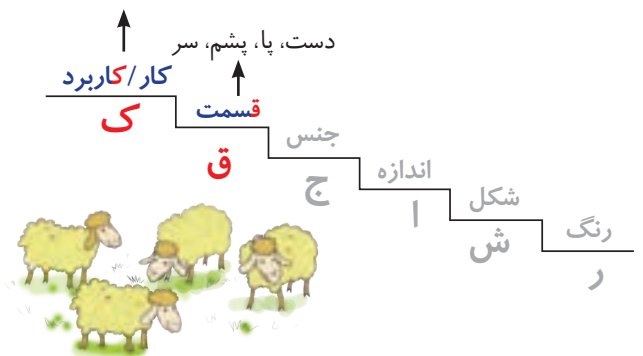 دست، پا، پشم، سر
کار/کاربرد
ک
قسمت
ق
جنس
ج
اندازه
ا
شکل
ش
رنگ
ر